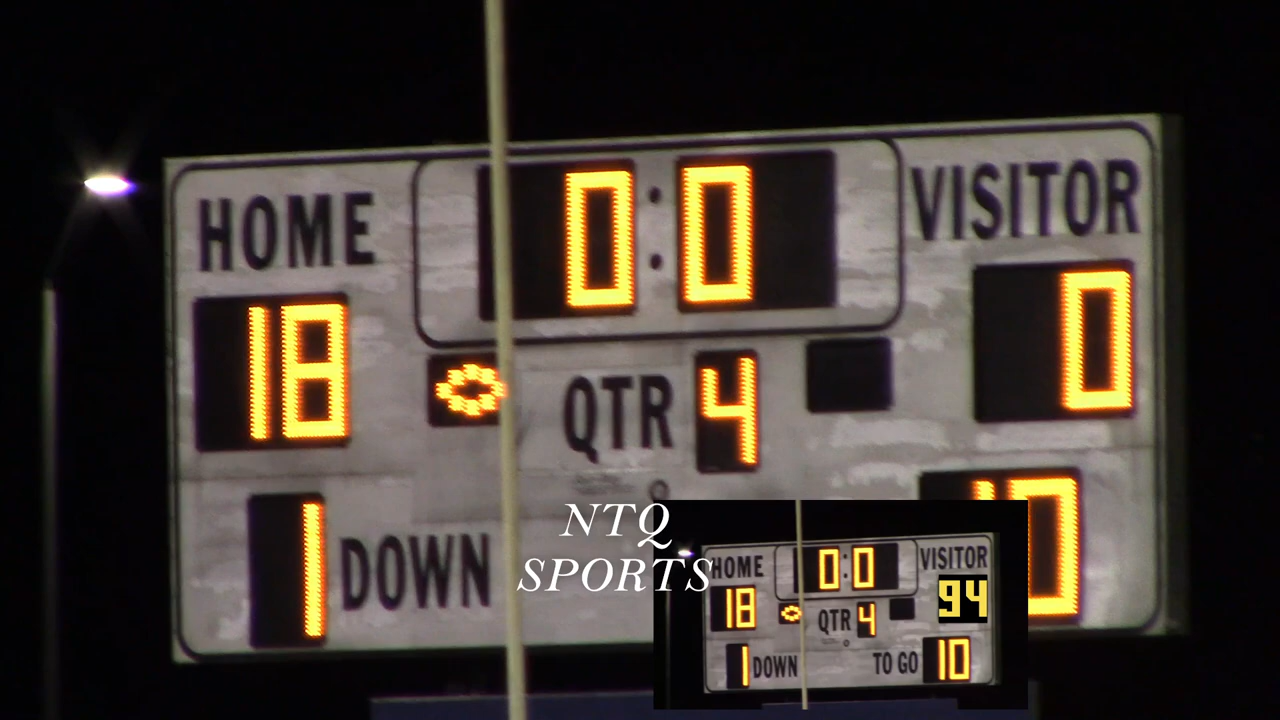 HOME 0:0 VISITOR
18 QTR 4 0
1 DOWN 10
NTQ
SPORTS
HOME 0:0 VISITOR
18 QTR 4 94
1 DOWN TO GO 10